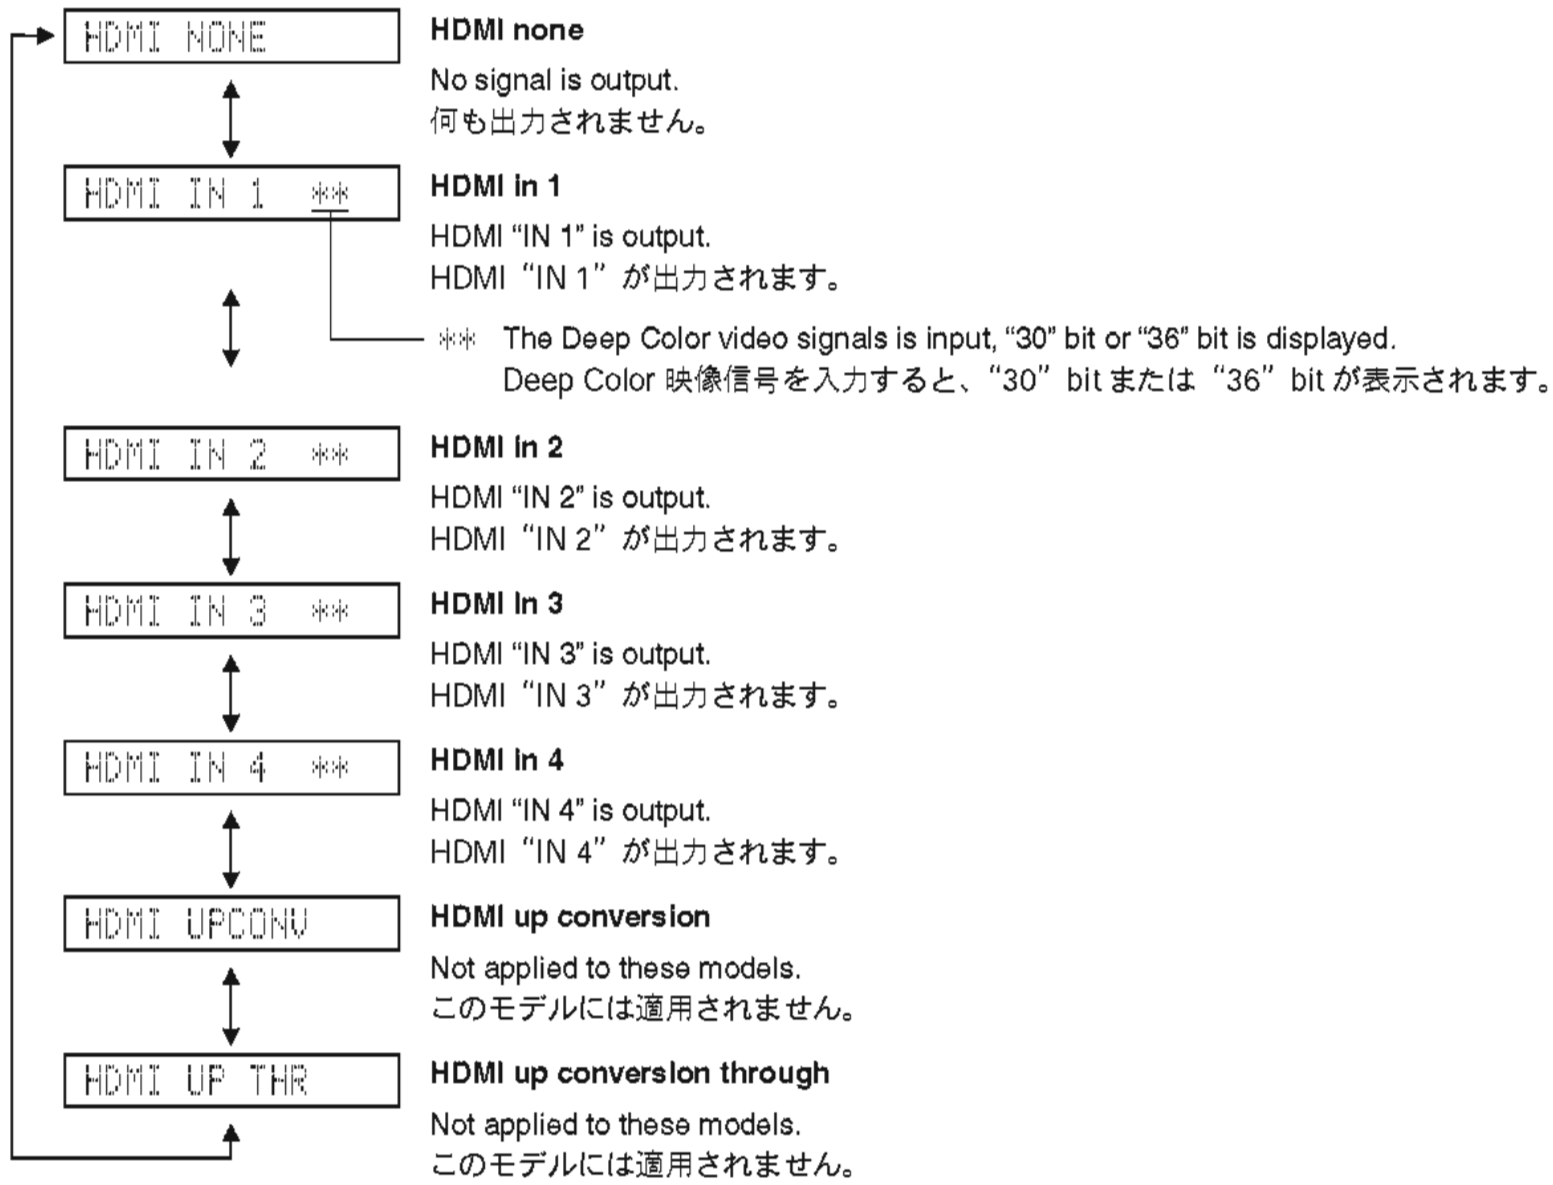 HDMI NONE
HDMI none
No signal is output.
何も出力されません。
HDMI IN 1 **
HDMI in 1
HDMI “IN 1” is output.
HDMI “IN 1” が出力されます。
** The Deep Color video signals is input, “30” bit or “36” bit is displayed.
Deep Color 映像信号を入力すると、“30” bit または “36” bit が表示されます。
HDMI IN 2 **
HDMI in 2
HDMI “IN 2” is output.
HDMI “IN 2” が出力されます。
HDMI IN 3 **
HDMI in 3
HDMI “IN 3” is output.
HDMI “IN 3” が出力されます。
HDMI IN 4 **
HDMI in 4
HDMI “IN 4” is output.
HDMI “IN 4” が出力されます。
HDMI UPCONV
HDMI up conversion
Not applied to these models.
このモデルには適用されません。
HDMI UP THR
HDMI up conversion through
Not applied to these models.
このモデルには適用されません。